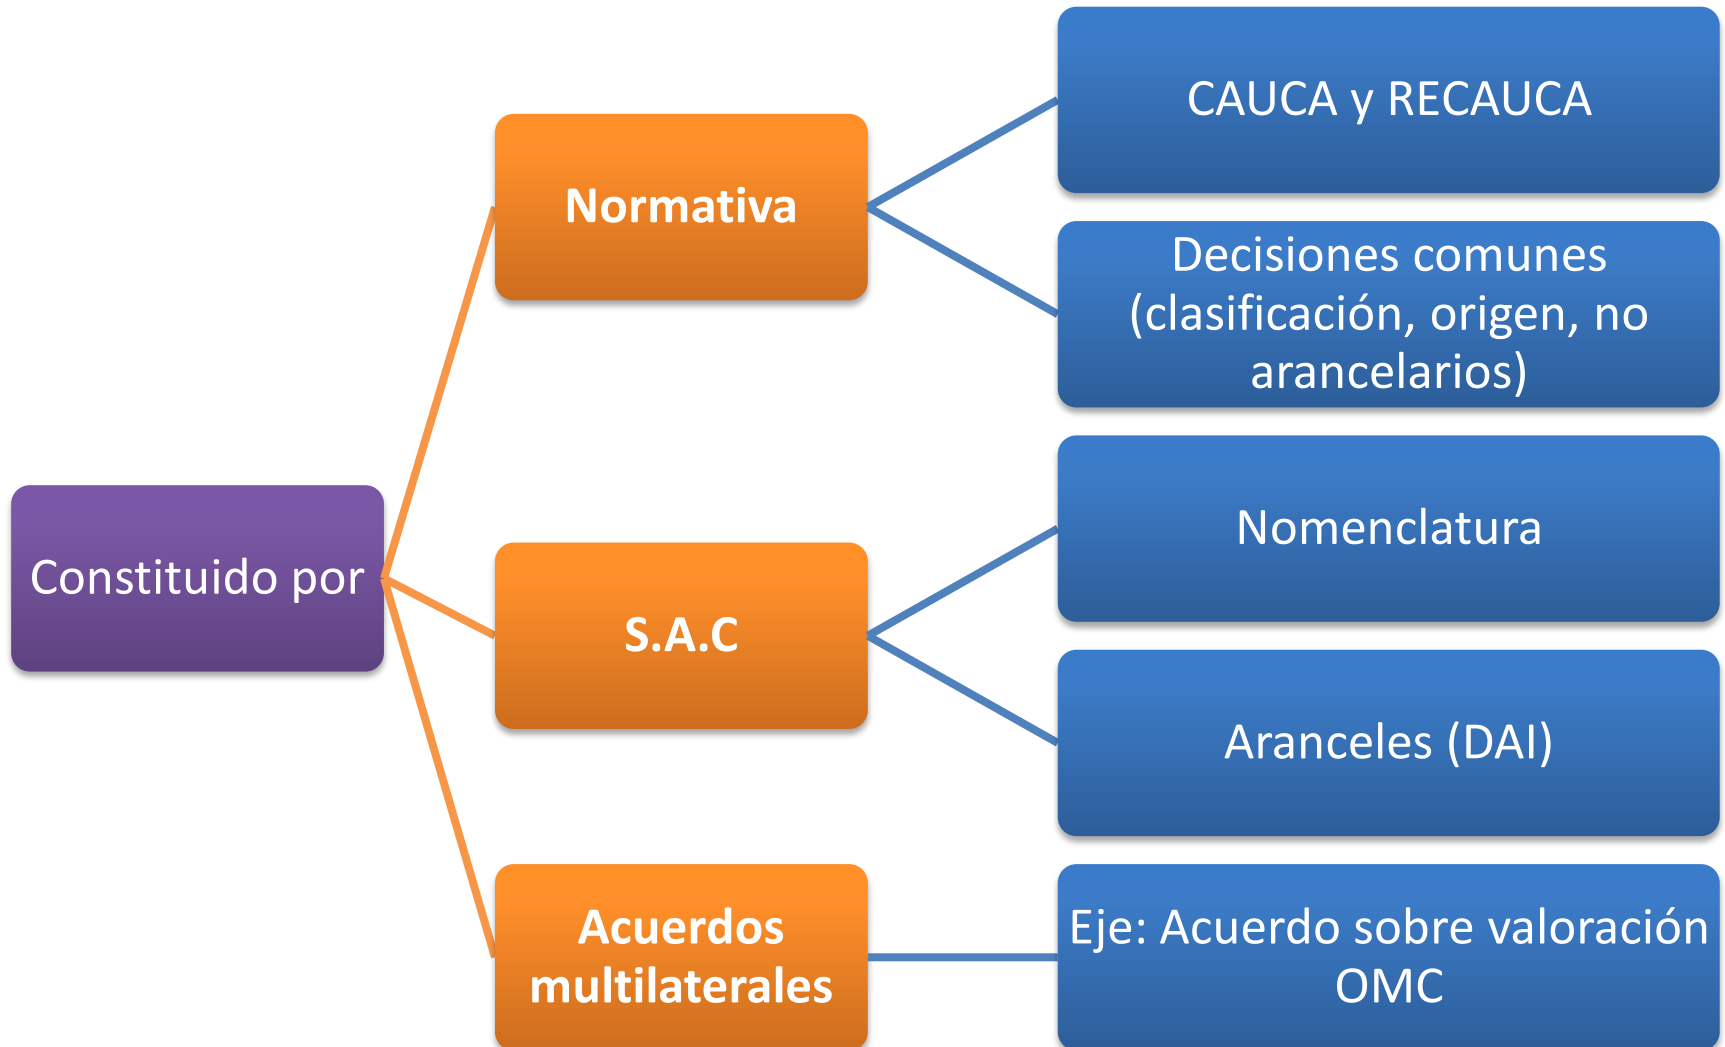 Constituido por
Normativa
CAUCA y RECAUCA
Decisiones comunes
(clasificación, origen, no
arancelarios)
S.A.C
Nomenclatura
Aranceles (DAI)
Acuerdos
multilaterales
Eje: Acuerdo sobre valoración
OMC